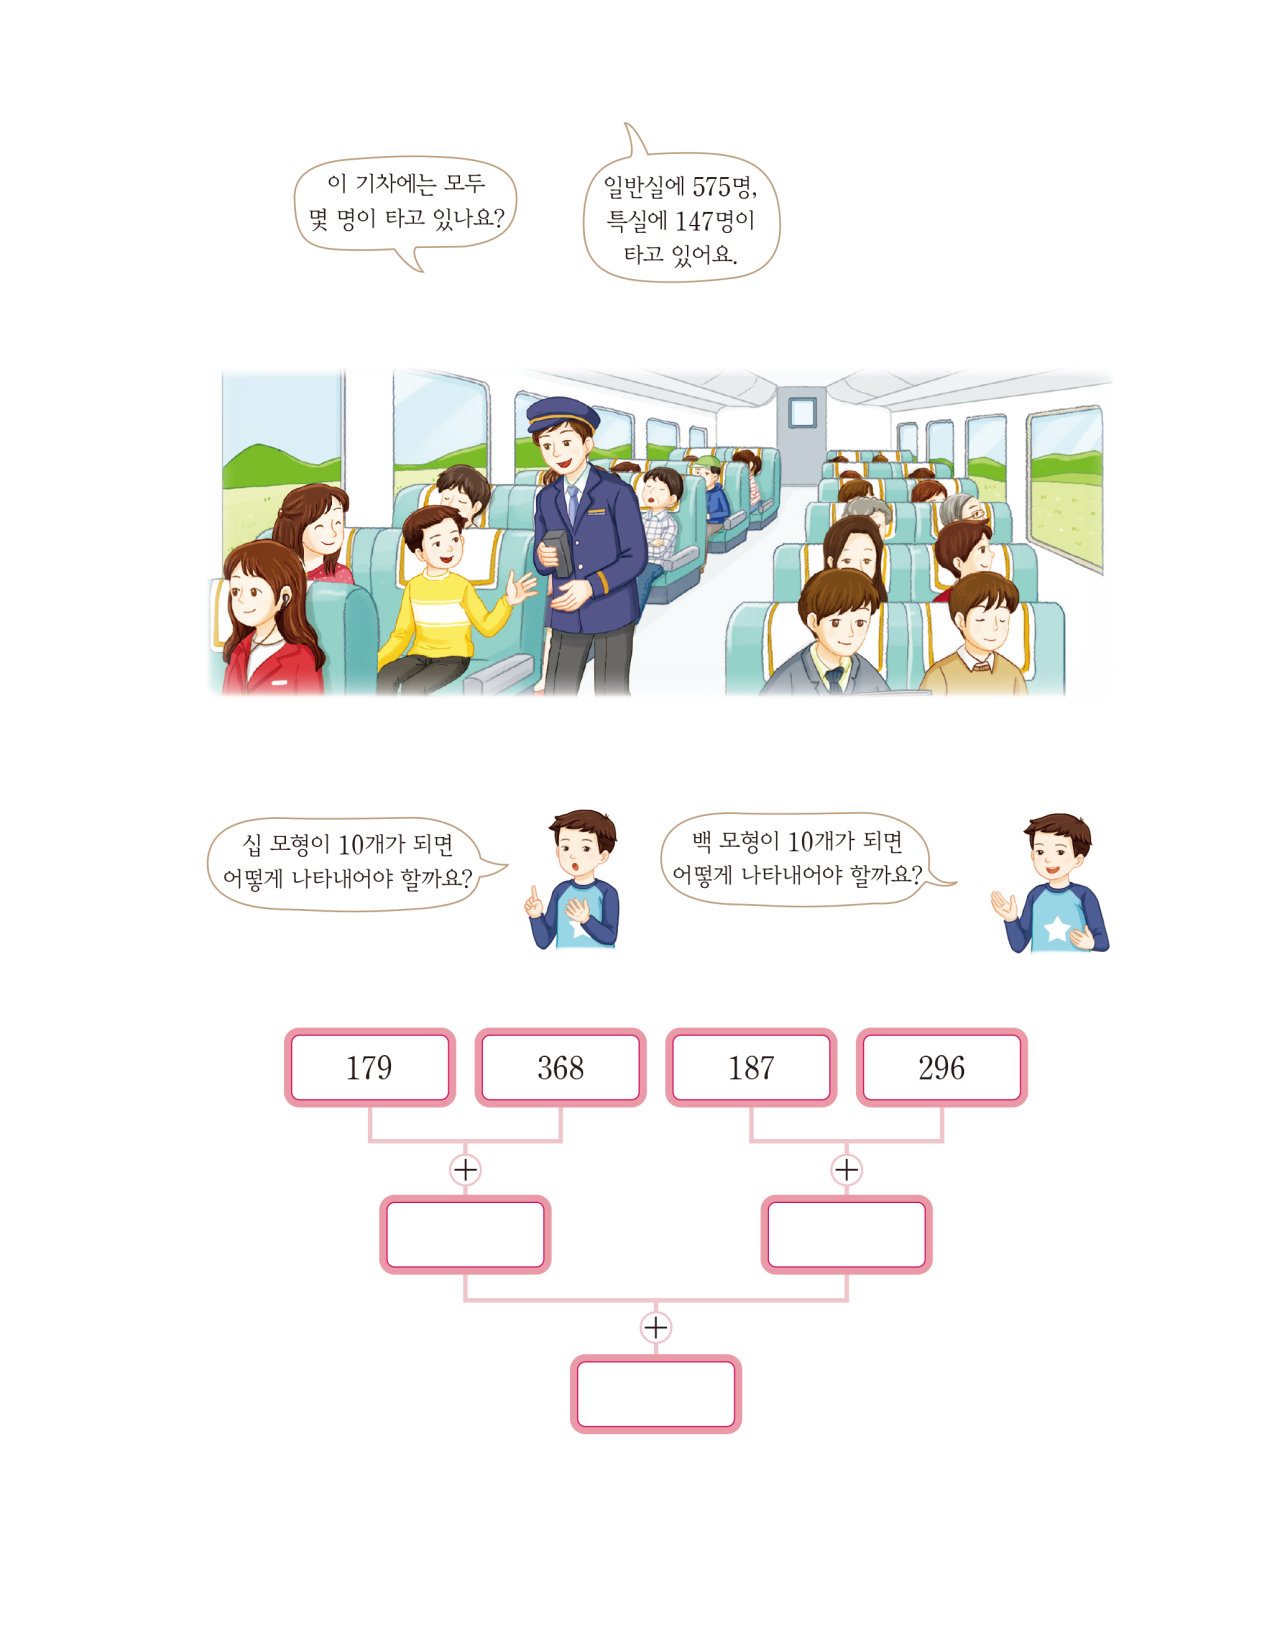 이 기차에는 모두
몇 명이 타고 있나요?
일반실에 575명,
특실에 147명이
타고 있어요.
십 모형이 10개가 되면
어떻게 나타내어야 할까요?
백 모형이 10개가 되면
어떻게 나타내어야 할까요?
179
368
187
296
+
+
+